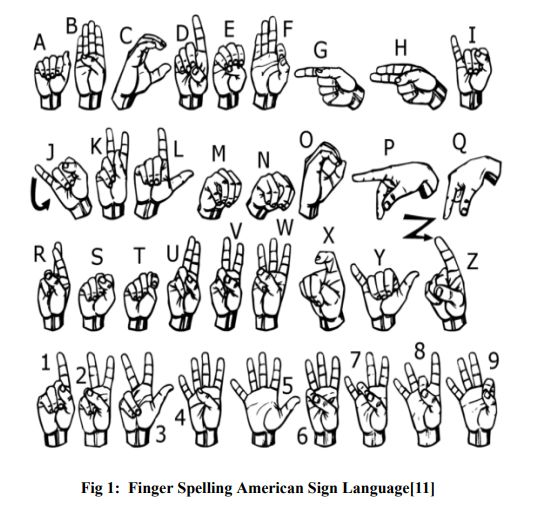 A B C D E F G H I
J K L M N O P Q
R S T U V W X Y Z
1 2 3 4 5 6 7 8 9
Fig 1: Finger Spelling American Sign Language[11]